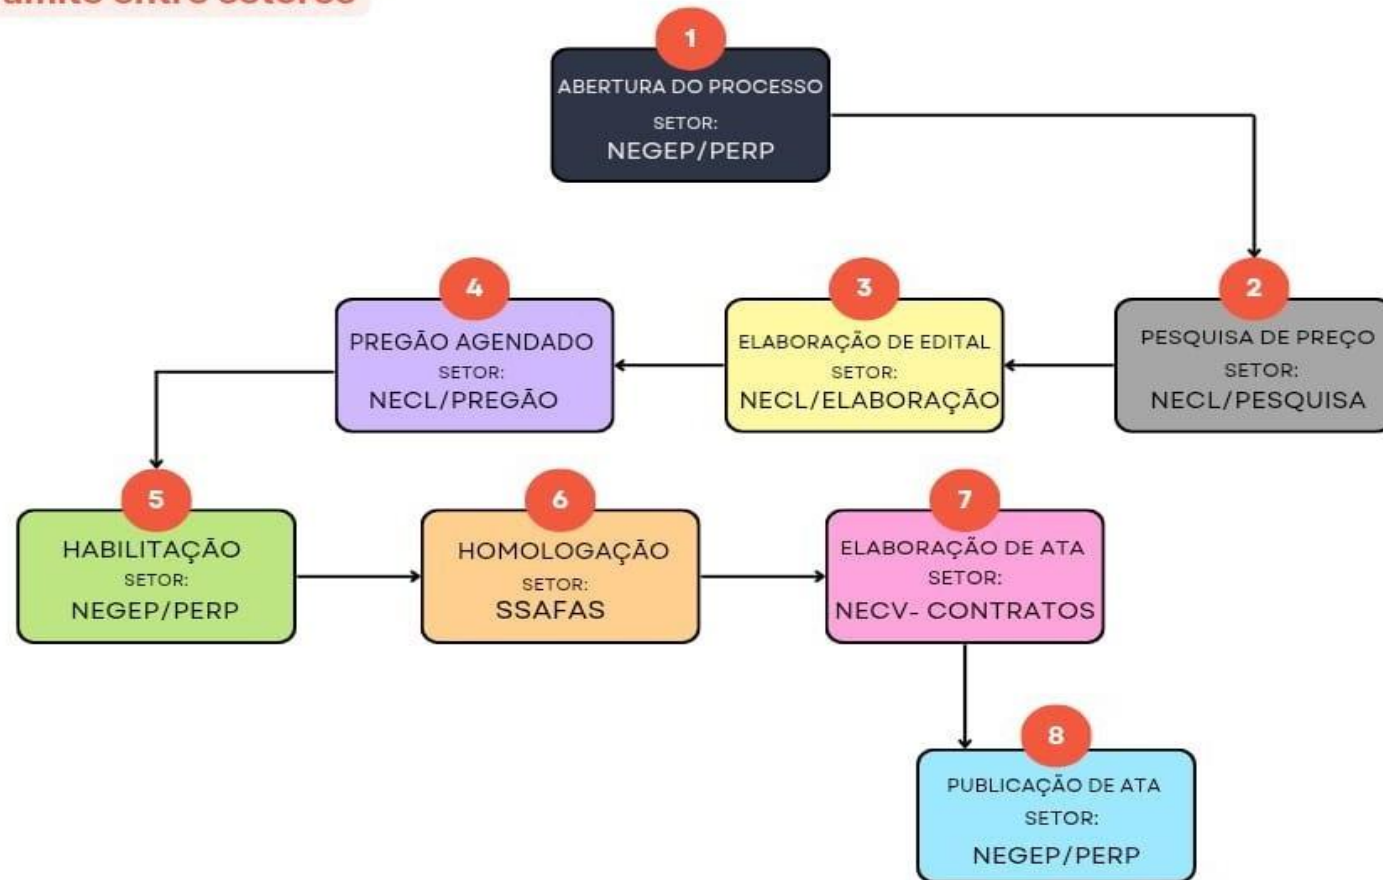 entre setores
1
ABERTURA DO PROCESSO
SETOR:
NEGEP/PERP
2
PESQUISA DE PREÇO
SETOR:
NECL/PESQUISA
3
ELABORAÇÃO DE EDITAL
SETOR:
NECL/ELABORAÇÃO
4
PREGÃO AGENDADO
SETOR:
NECL/PREGÃO
5
HABILITAÇÃO
SETOR:
NEGEP/PERP
6
HOMOLOGAÇÃO
SETOR:
SSAFAS
7
ELABORAÇÃO DE ATA
SETOR:
NECV- CONTRATOS
8
PUBLICAÇÃO DE ATA
SETOR:
NEGEP/PERP